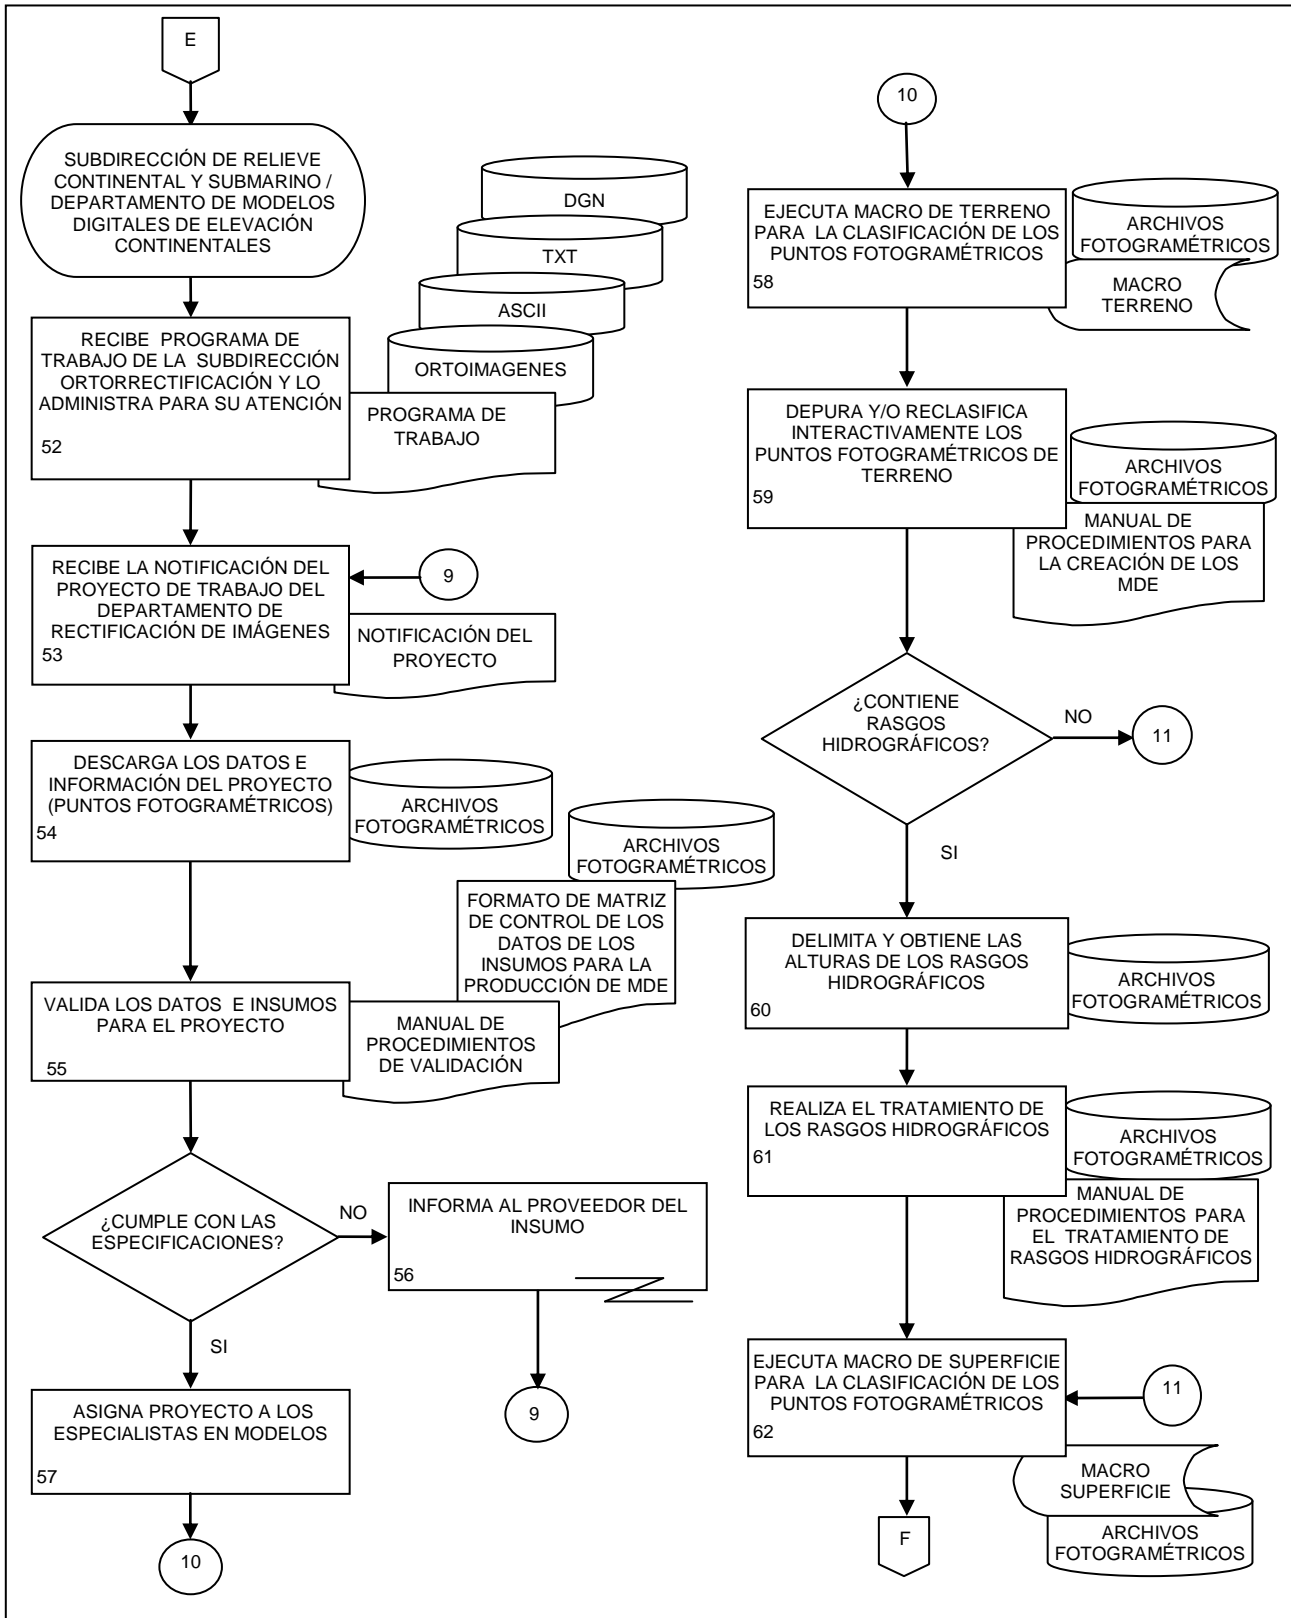 E
SUBDIRECCIÓN DE RELIEVE
CONTINENTAL Y SUBMARINO /
DEPARTAMENTO DE MODELOS
DIGITALES DE ELEVACIÓN
CONTINENTALES
DGN
TXT
ASCII
ORTOIMAGENES
RECIBE PROGRAMA DE
TRABAJO DE LA SUBDIRECCIÓN
ORTORRECTIFICACIÓN Y LO
ADMINISTRA PARA SU ATENCIÓN
52
PROGRAMA DE
TRABAJO
RECIBE LA NOTIFICACIÓN DEL
PROYECTO DE TRABAJO DEL
DEPARTAMENTO DE
RECTIFICACIÓN DE IMÁGENES
53
9
NOTIFICACIÓN DEL
PROYECTO
DESCARGA LOS DATOS E
INFORMACIÓN DEL PROYECTO
(PUNTOS FOTOGRAMÉTRICOS)
54
ARCHIVOS
FOTOGRAMÉTRICOS
ARCHIVOS
FOTOGRAMÉTRICOS
FORMATO DE MATRIZ
DE CONTROL DE LOS
DATOS DE LOS
INSUMOS PARA LA
PRODUCCIÓN DE MDE
VALIDA LOS DATOS E INSUMOS
PARA EL PROYECTO
55
MANUAL DE
PROCEDIMIENTOS
DE VALIDACIÓN
¿CUMPLE CON LAS
ESPECIFICACIONES?
NO
INFORMA AL PROVEEDOR DEL
INSUMO
56
9
SI
ASIGNA PROYECTO A LOS
ESPECIALISTAS EN MODELOS
57
10
10
EJECUTA MACRO DE TERRENO
PARA LA CLASIFICACIÓN DE LOS
PUNTOS FOTOGRAMÉTRICOS
58
ARCHIVOS
FOTOGRAMÉTRICOS
MACRO
TERRENO
DEPURA Y/O RECLASIFICA
INTERACTIVAMENTE LOS
PUNTOS FOTOGRAMÉTRICOS DE
TERRENO
59
ARCHIVOS
FOTOGRAMÉTRICOS
MANUAL DE
PROCEDIMIENTOS PARA
LA CREACIÓN DE LOS
MDE
¿CONTIENE
RASGOS
HIDROGRÁFICOS?
NO
11
SI
DELIMITA Y OBTIENE LAS
ALTURAS DE LOS RASGOS
HIDROGRÁFICOS
60
ARCHIVOS
FOTOGRAMÉTRICOS
REALIZA EL TRATAMIENTO DE
LOS RASGOS HIDROGRÁFICOS
61
ARCHIVOS
FOTOGRAMÉTRICOS
MANUAL DE
PROCEDIMIENTOS PARA
EL TRATAMIENTO DE
RASGOS HIDROGRÁFICOS
EJECUTA MACRO DE SUPERFICIE
PARA LA CLASIFICACIÓN DE LOS
PUNTOS FOTOGRAMÉTRICOS
62
11
MACRO
SUPERFICIE
ARCHIVOS
FOTOGRAMÉTRICOS
F